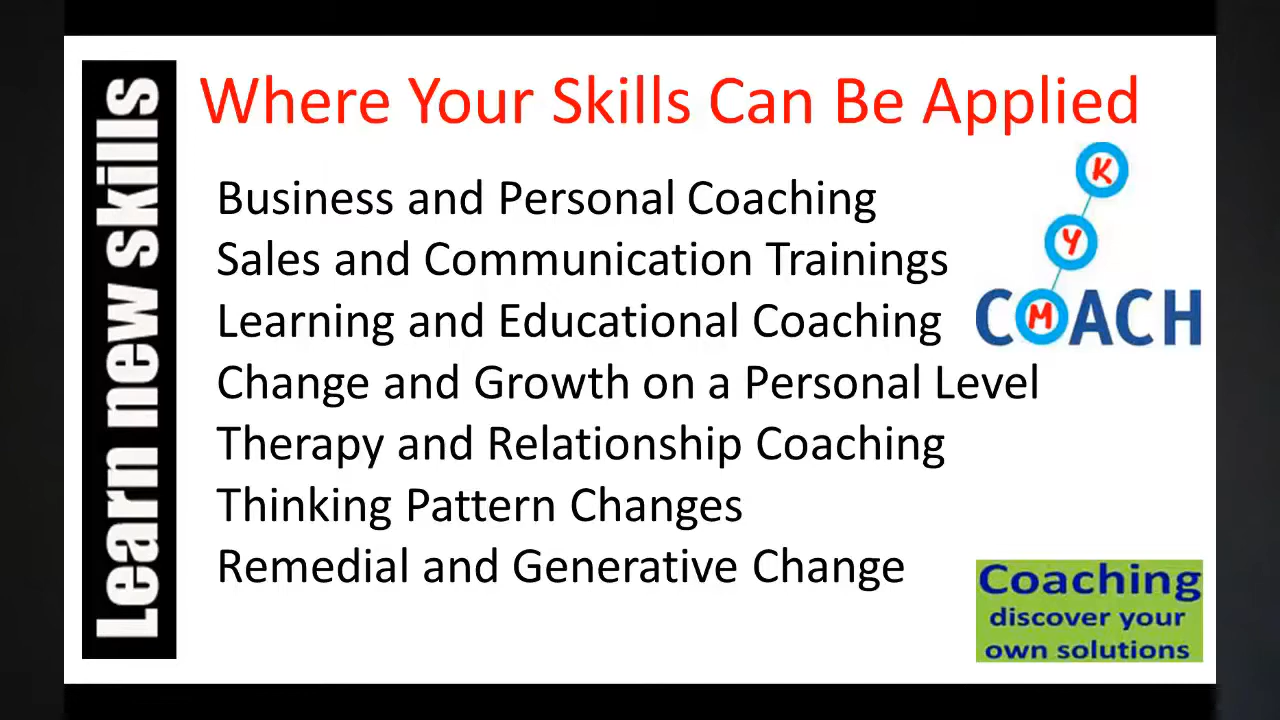 Learn new skills
Where Your Skills Can Be Applied
Business and Personal Coaching
Sales and Communication Trainings
Learning and Educational Coaching
Change and Growth on a Personal Level
Therapy and Relationship Coaching
Thinking Pattern Changes
Remedial and Generative Change
K
Y
M
COACH
Coaching
discover your
own solutions